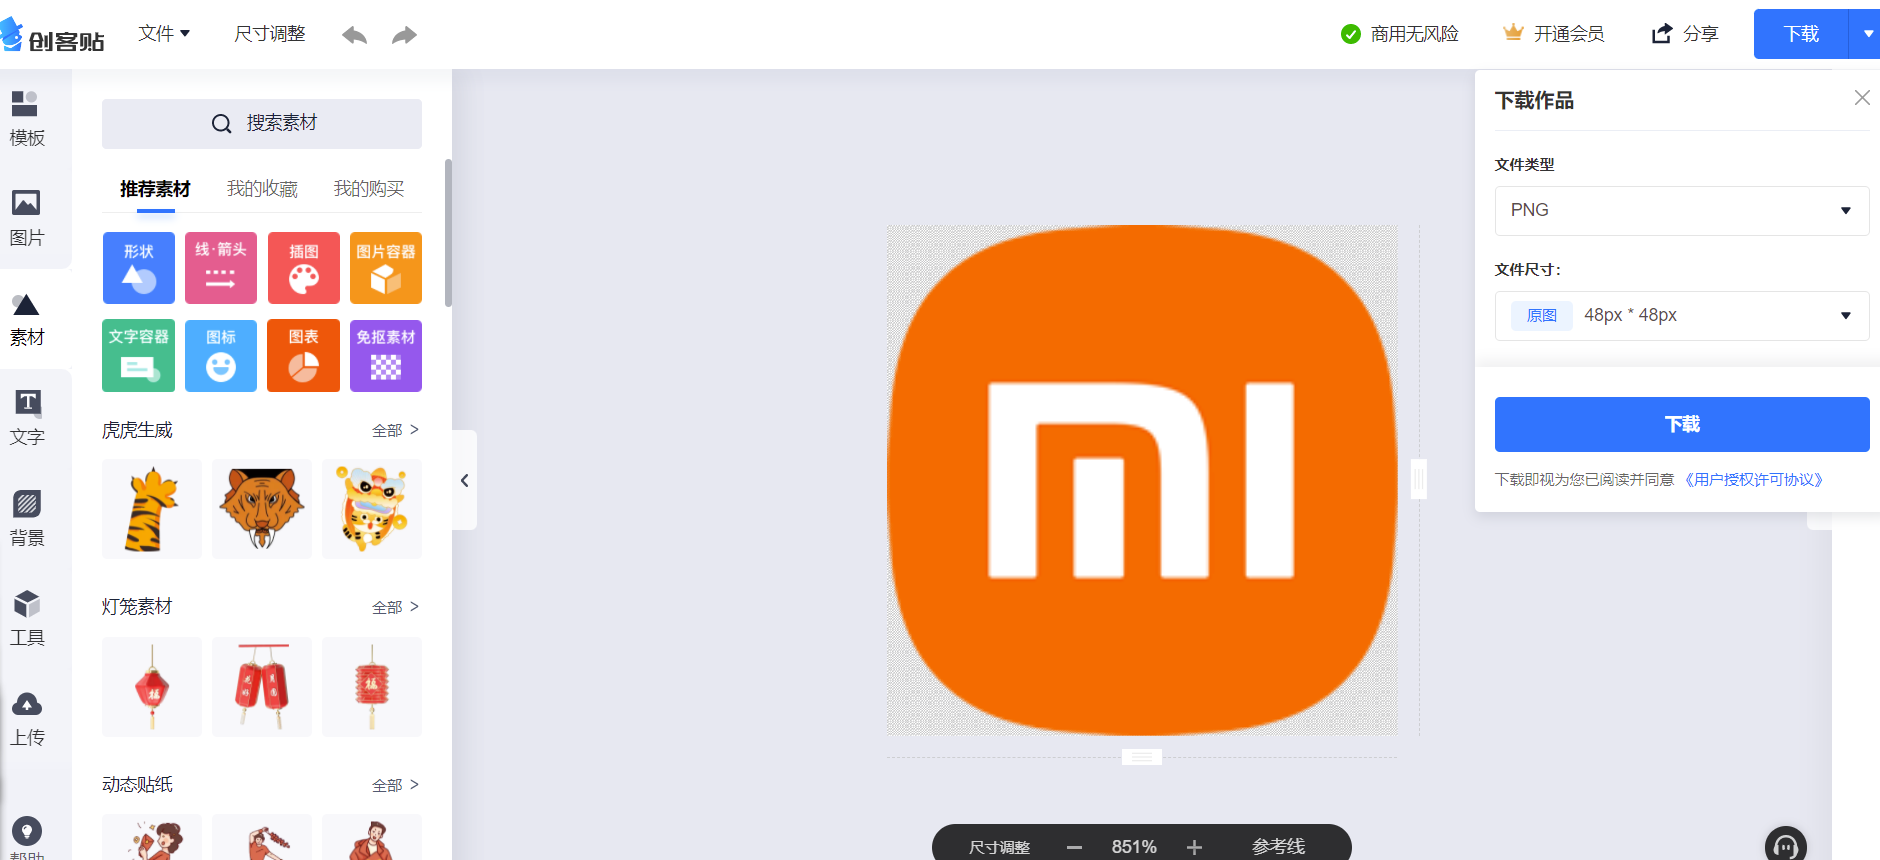 创客贴
文件
尺寸调整
商用无风险
开通会员
分享
下载
模板
图片
素材
文字
背景
工具
上传
帮助
搜索素材
推荐素材
我的收藏
我的购买
形状
线·箭头
插图
图片容器
文字容器
图标
图表
免抠素材
虎虎生威
全部 >
灯笼素材
全部 >
福
福
动态贴纸
全部 >
mi
尺寸调整
851%
参考线
下载作品
文件类型
PNG
文件尺寸：
原图 48px * 48px
下载
下载即视为您已阅读并同意 《用户授权许可协议》